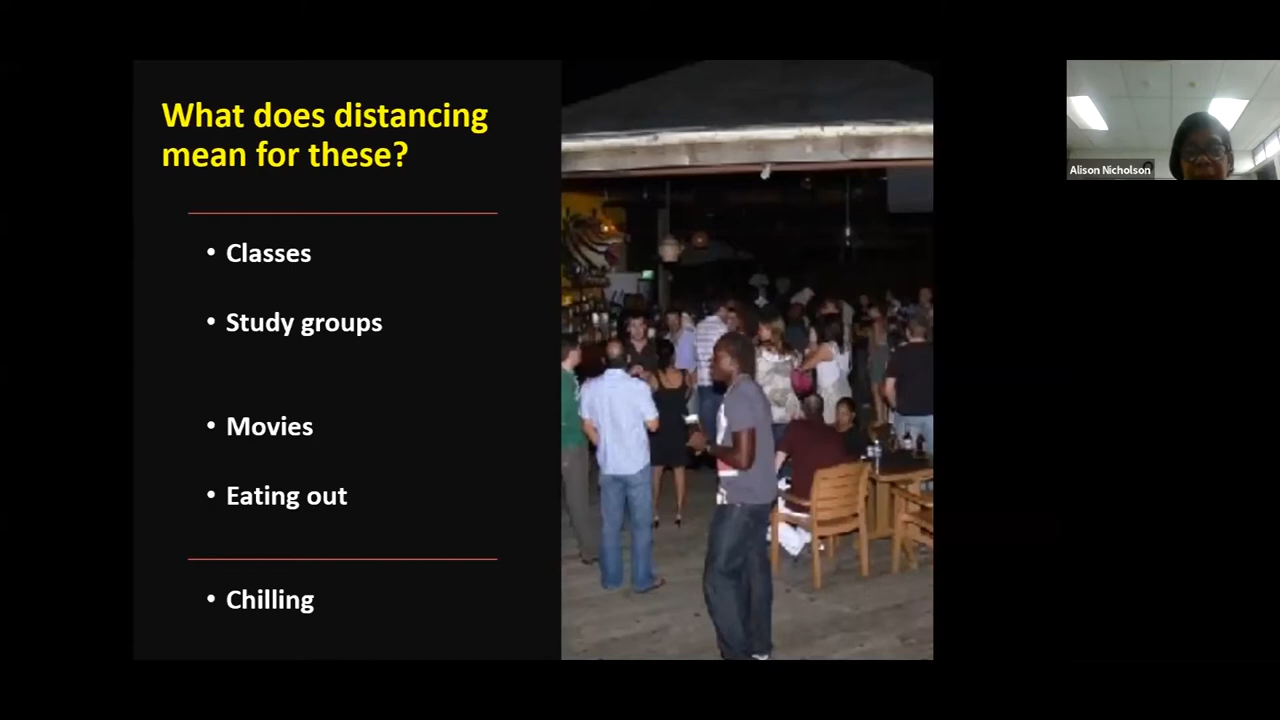 What does distancing
mean for these?
• Classes
• Study groups
• Movies
• Eating out
• Chilling
Alison Nicholson